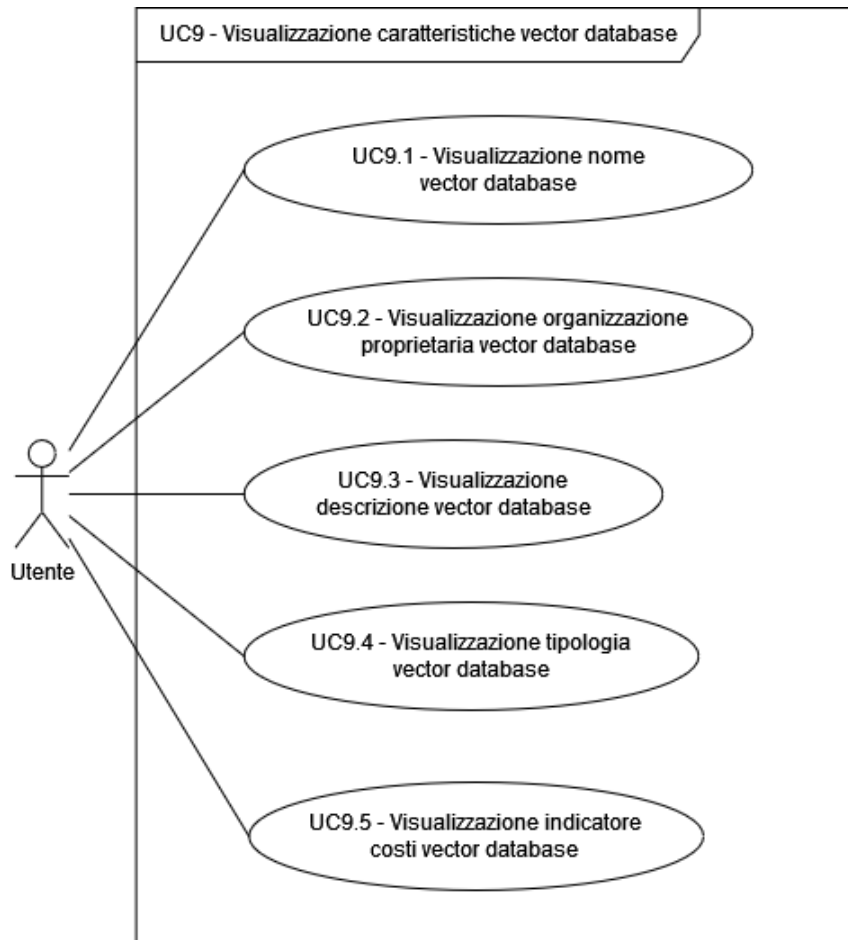 UC9 - Visualizzazione caratteristiche vector database
UC9.1 - Visualizzazione nome
vector database
UC9.2 - Visualizzazione organizzazione
proprietaria vector database
UC9.3 - Visualizzazione
descrizione vector database
Utente
UC9.4 - Visualizzazione tipologia
vector database
UC9.5 - Visualizzazione indicatore
costi vector database